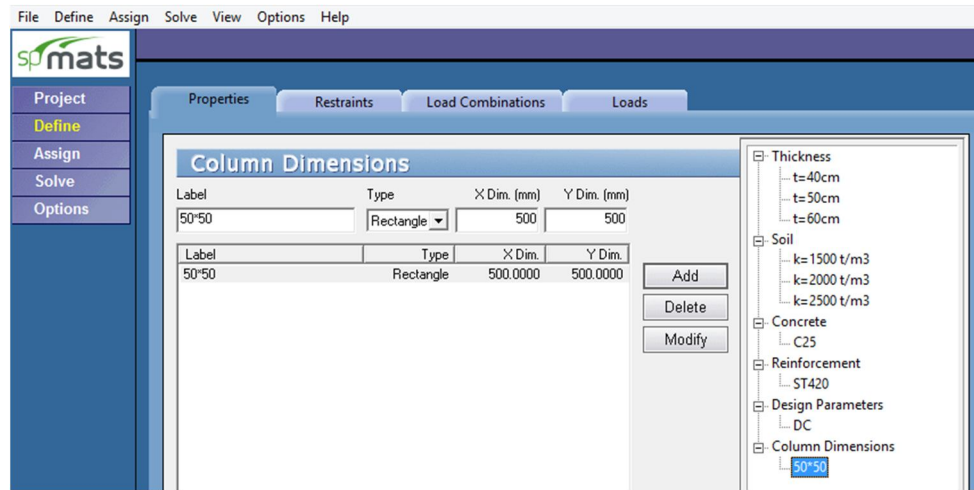 File Define Assign Solve View Options Help
spmats
Project
Define
Assign
Solve
Options
Properties Restraints Load Combinations Loads
Column Dimensions
Label Type X Dim. (mm) Y Dim. (mm)
50*50 Rectangle 500 500
Label Type X Dim. Y Dim.
50*50 Rectangle 500.0000 500.0000
Add
Delete
Modify
Thickness
t=40cm
t=50cm
t=60cm
Soil
k=1500 t/m3
k=2000 t/m3
k=2500 t/m3
Concrete
C25
Reinforcement
ST420
Design Parameters
DC
Column Dimensions
50*50